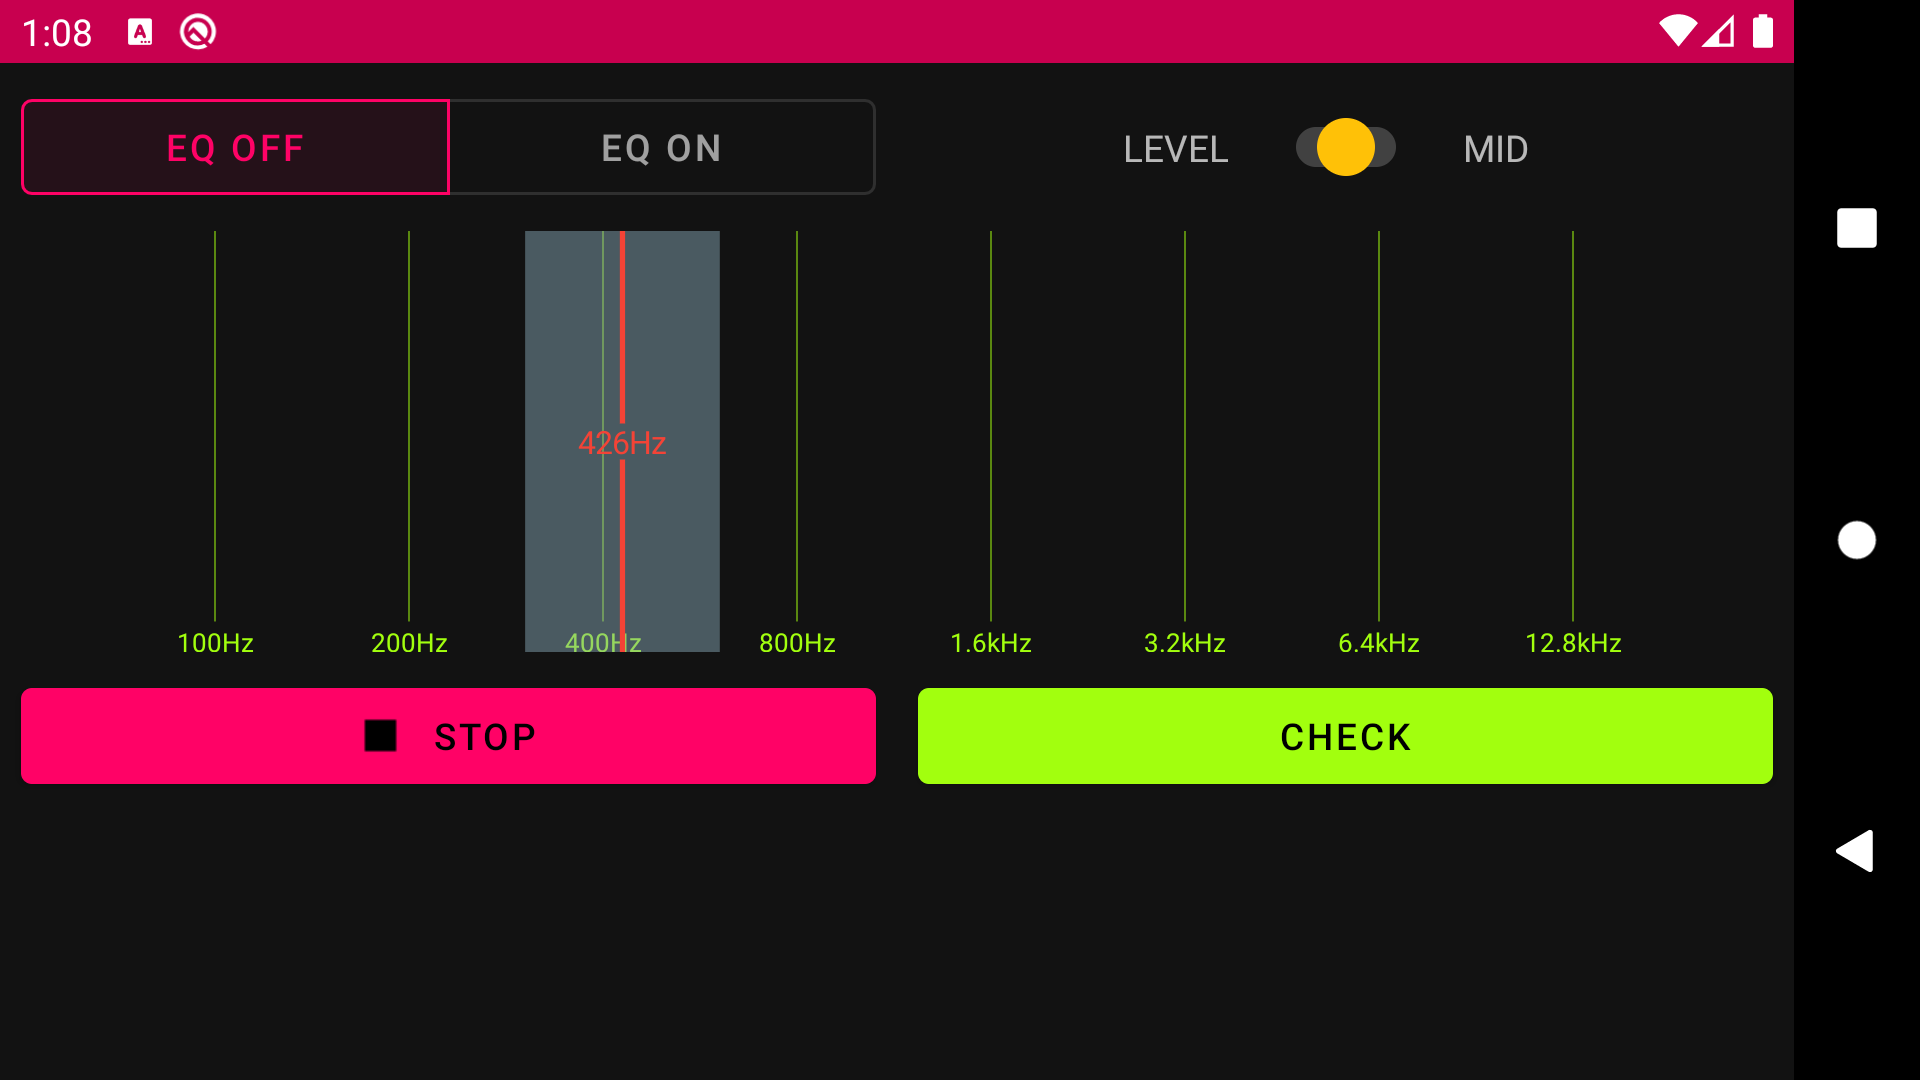 1:08
EQ OFF EQ ON LEVEL MID
426Hz
100Hz 200Hz 400Hz 800Hz 1.6kHz 3.2kHz 6.4kHz 12.8kHz
STOP CHECK